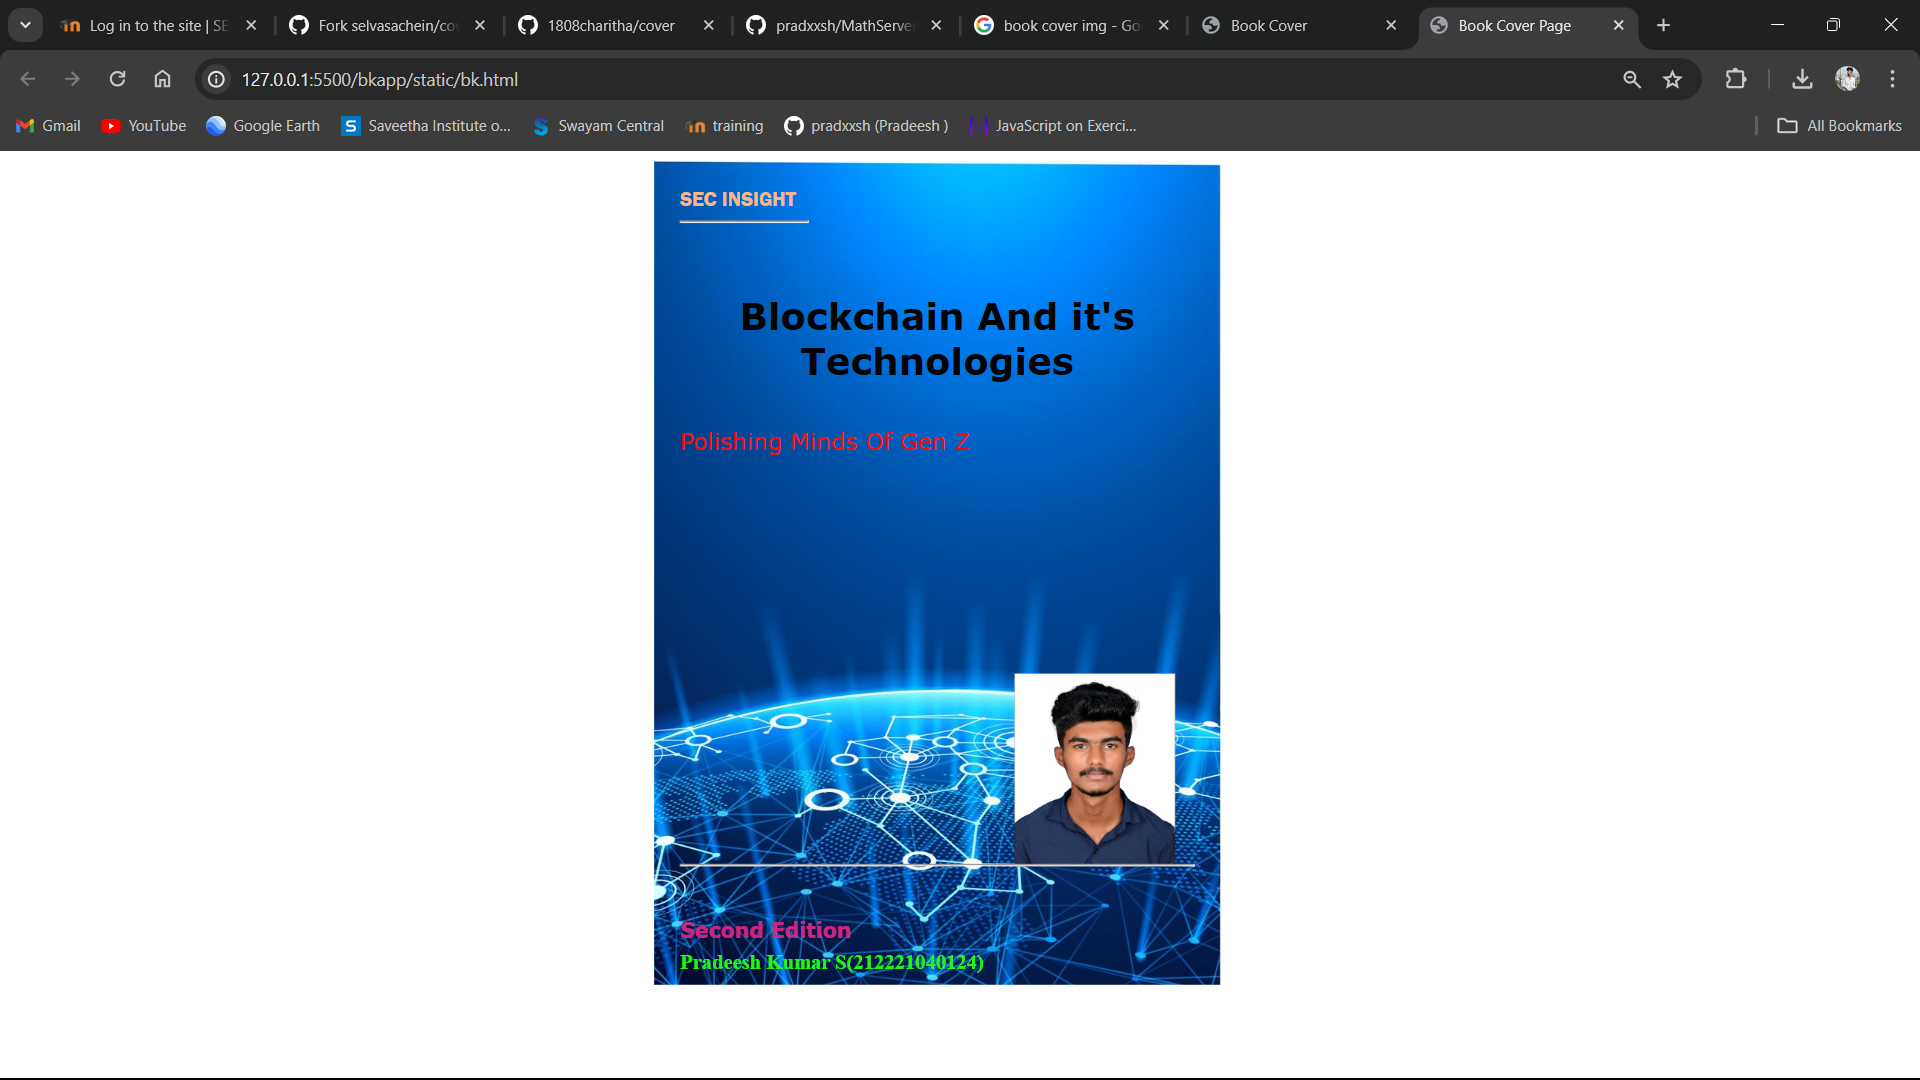 Log in to the site | SE
Fork selvasachein/co
1808charitha/cover
pradxxsh/MathServe
book cover img - Go
Book Cover
Book Cover Page
127.0.0.1:5500/bkapp/static/bk.html
Gmail
YouTube
Google Earth
S
Saveetha Institute o...
Swayam Central
training
pradxxsh (Pradeesh )
JavaScript on Exerci...
All Bookmarks
SEC INSIGHT
Blockchain And it's
Technologies
Polishing Minds Of Gen Z
Second Edition
Pradeesh Kumar S(212221040124)